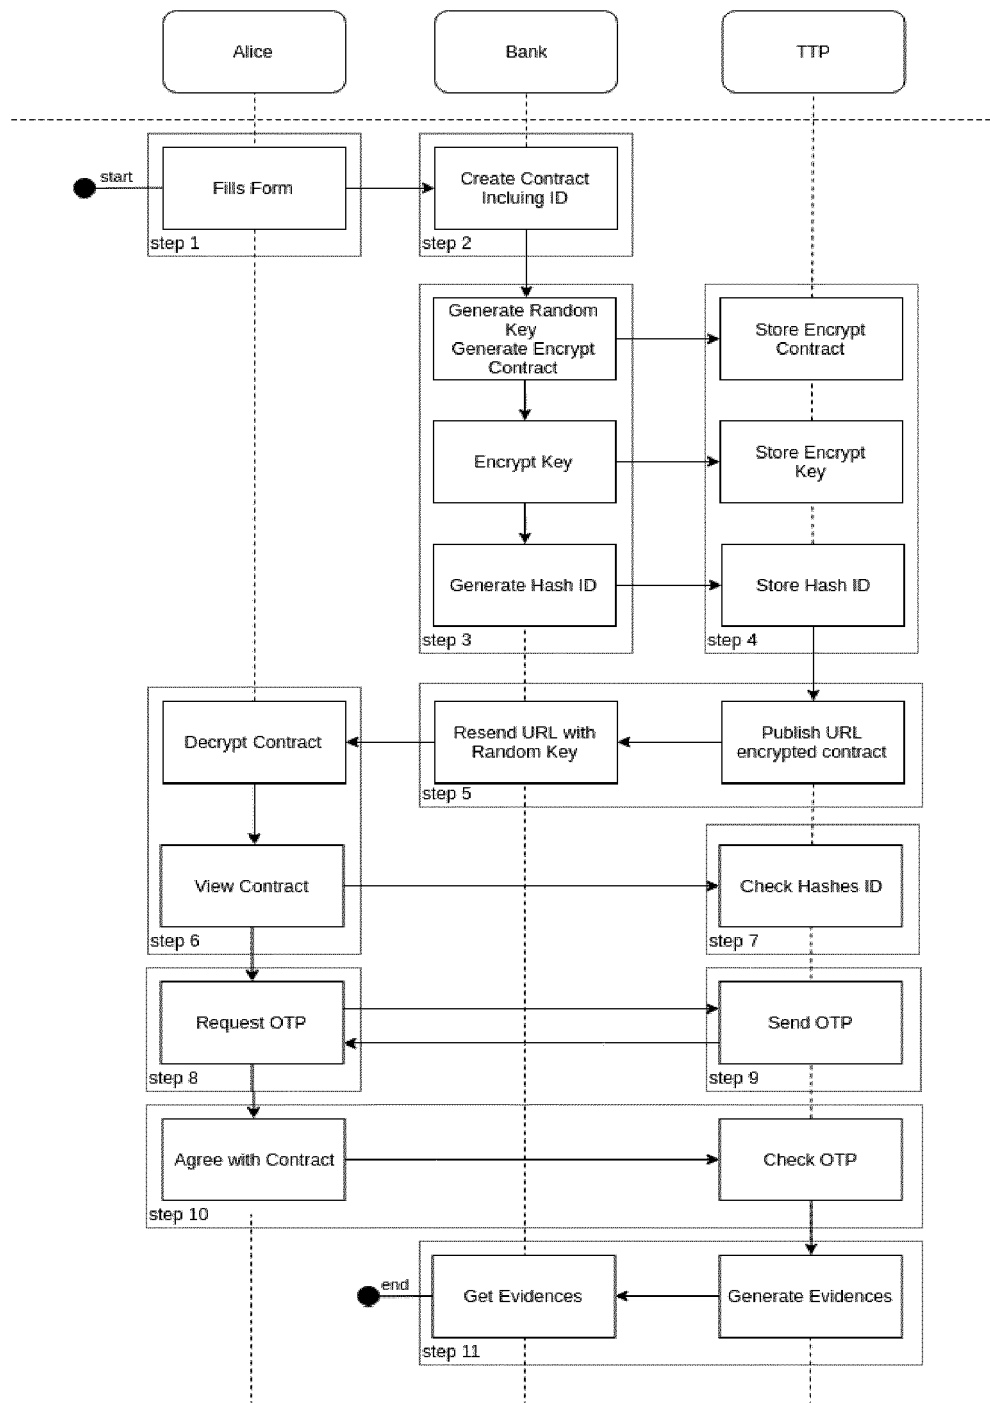 Alice
Bank
TTP
start
Fills Form
Create Contract
Incluing ID
step 1
step 2
Generate Random
Key
Generate Encrypt
Contract
Store Encrypt
Contract
Encrypt Key
Store Encrypt
Key
Generate Hash ID
Store Hash ID
step 3
step 4
Decrypt Contract
Resend URL with
Random Key
Publish URL
encrypted contract
step 5
View Contract
Check Hashes ID
step 6
step 7
Request OTP
Send OTP
step 8
step 9
Agree with Contract
Check OTP
step 10
end
Get Evidences
Generate Evidences
step 11